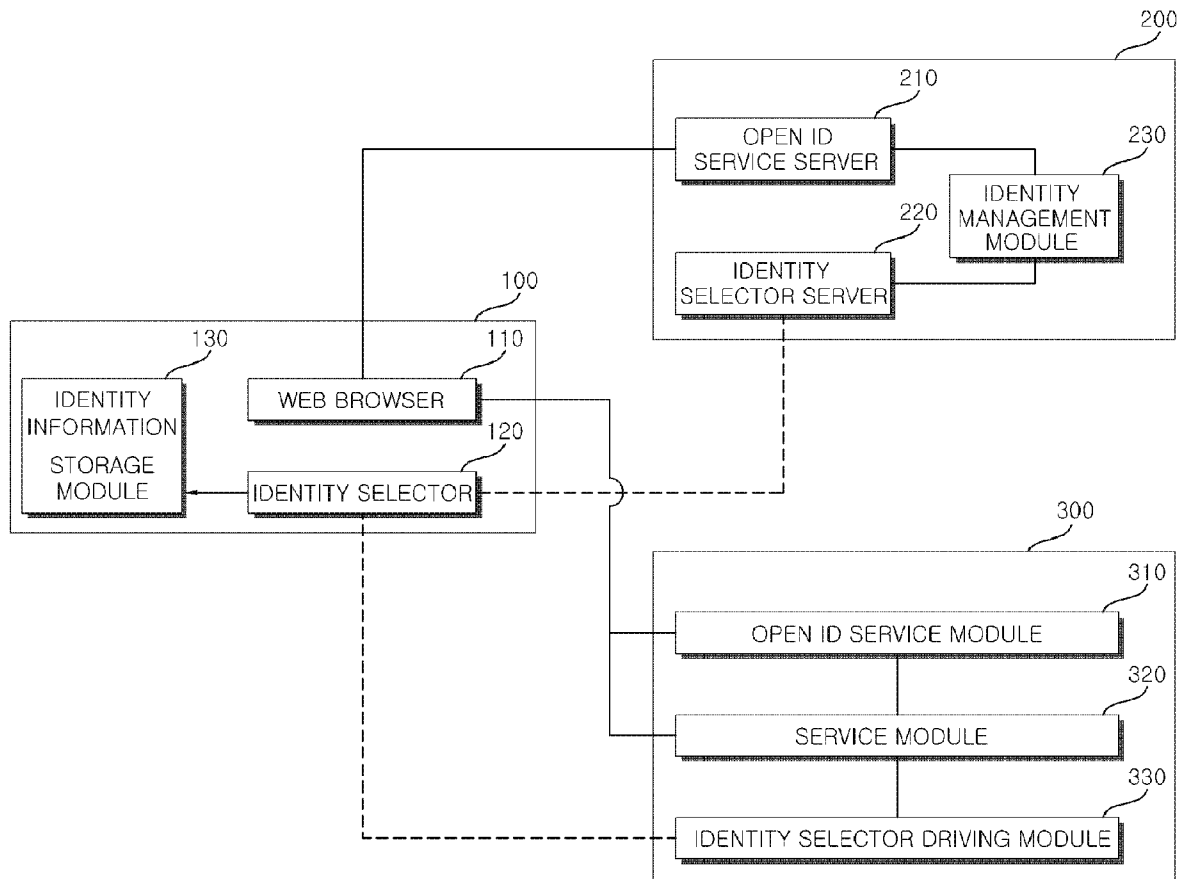 200
210
OPEN ID
SERVICE SERVER
230
IDENTITY
MANAGEMENT
MODULE
220
IDENTITY
SELECTOR SERVER
100
130
110
IDENTITY
INFORMATION
STORAGE
MODULE
WEB BROWSER
120
IDENTITY SELECTOR
300
310
OPEN ID SERVICE MODULE
320
SERVICE MODULE
330
IDENTITY SELECTOR DRIVING MODULE